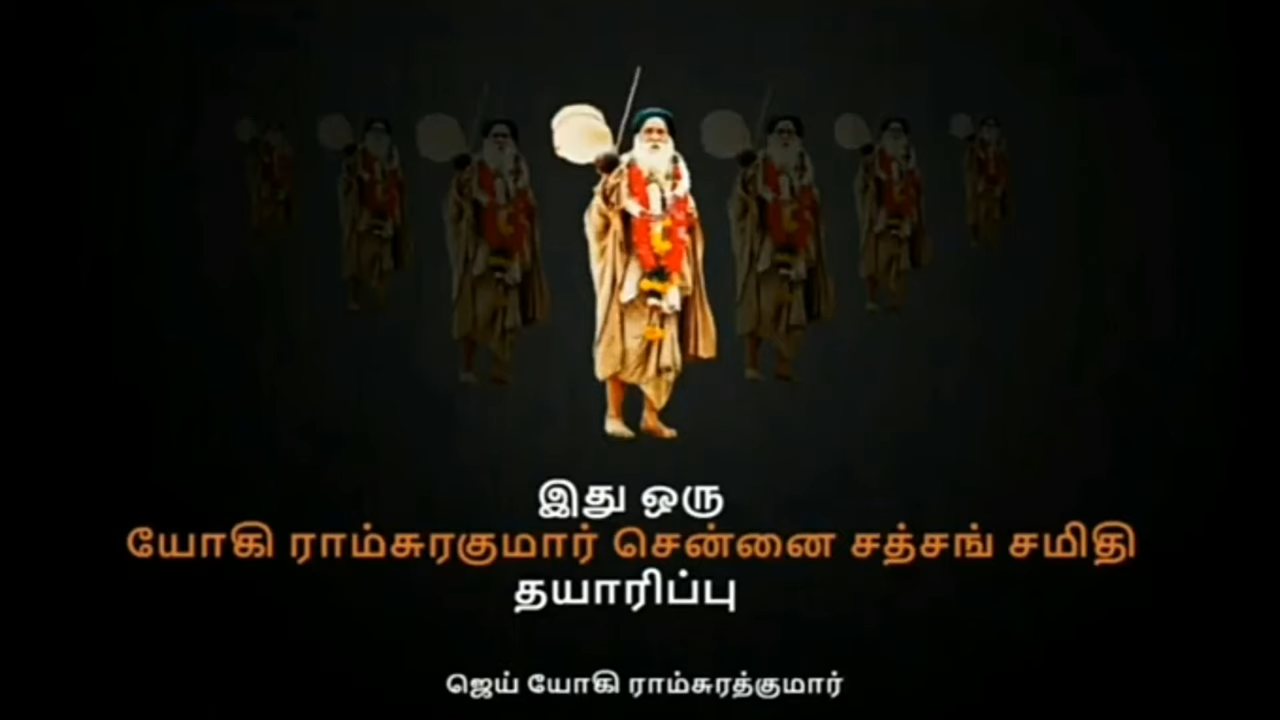 இது ஒரு
யோகி ராம்சுரகுமார் சென்னை சத்சங் சமிதி
தயாரிப்பு
ஜெய் யோகி ராம்சுரத்குமார்